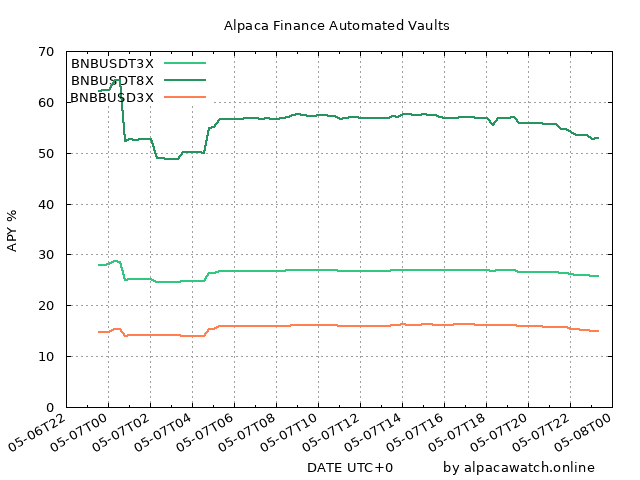 Alpaca Finance Automated Vaults
BNBUSDT3X
BNBUSDT8X
BNBBUSD3X
APY %
70
60
50
40
30
20
10
0
05-06T22
05-07T00
05-07T02
05-07T04
05-07T06
05-07T08
05-07T10
05-07T12
05-07T14
05-07T16
05-07T18
05-07T20
05-07T22
05-08T00
DATE UTC+0 by alpacawatch.online